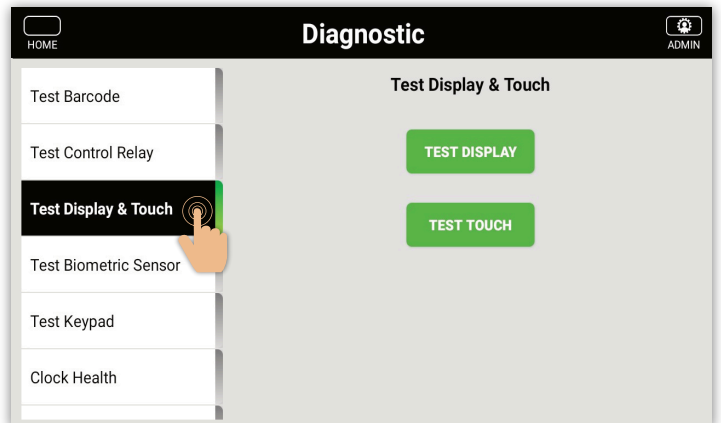 HOME
Diagnostic
ADMIN
Test Barcode
Test Control Relay
Test Display & Touch
Test Biometric Sensor
Test Keypad
Clock Health
Test Display & Touch
TEST DISPLAY
TEST TOUCH